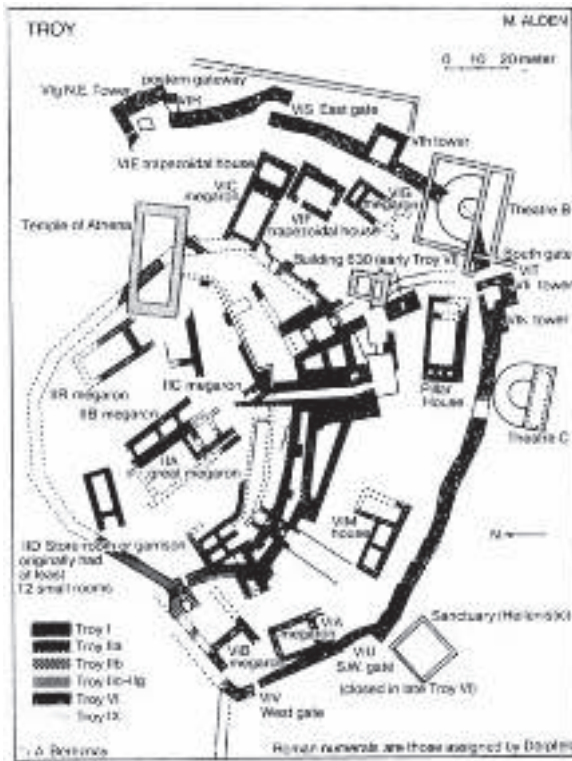 TROY
M. ALDEN
0 10 20 meter
postern gateway
VIg N.E. Tower
VIR
VIS East gate
VIh tower
VIE trapezoidal house
VIC
megaron
VIG
megaron
VIF
trapezoidal house
Theatre B
Temple of Athena
Building 630 (early Troy VI)
South gate
VIT
VIi tower
VIk tower
IIC megaron
IIR megaron
IIB megaron
Pillar
House
Theatre C
IIA
great megaron
VIM
house
N
IID Store room or garrison
originally had
at least
12 small rooms
Sanctuary (Hellenistic)
VIA
megaron
VIB
megaron
VIU
S.W. gate
(closed in late Troy VI)
VIV
West gate
Troy I
Troy IIa
Troy IIb
Troy IIc-IIg
Troy VI
Troy IX
Roman numerals are those assigned by Dörpfeld